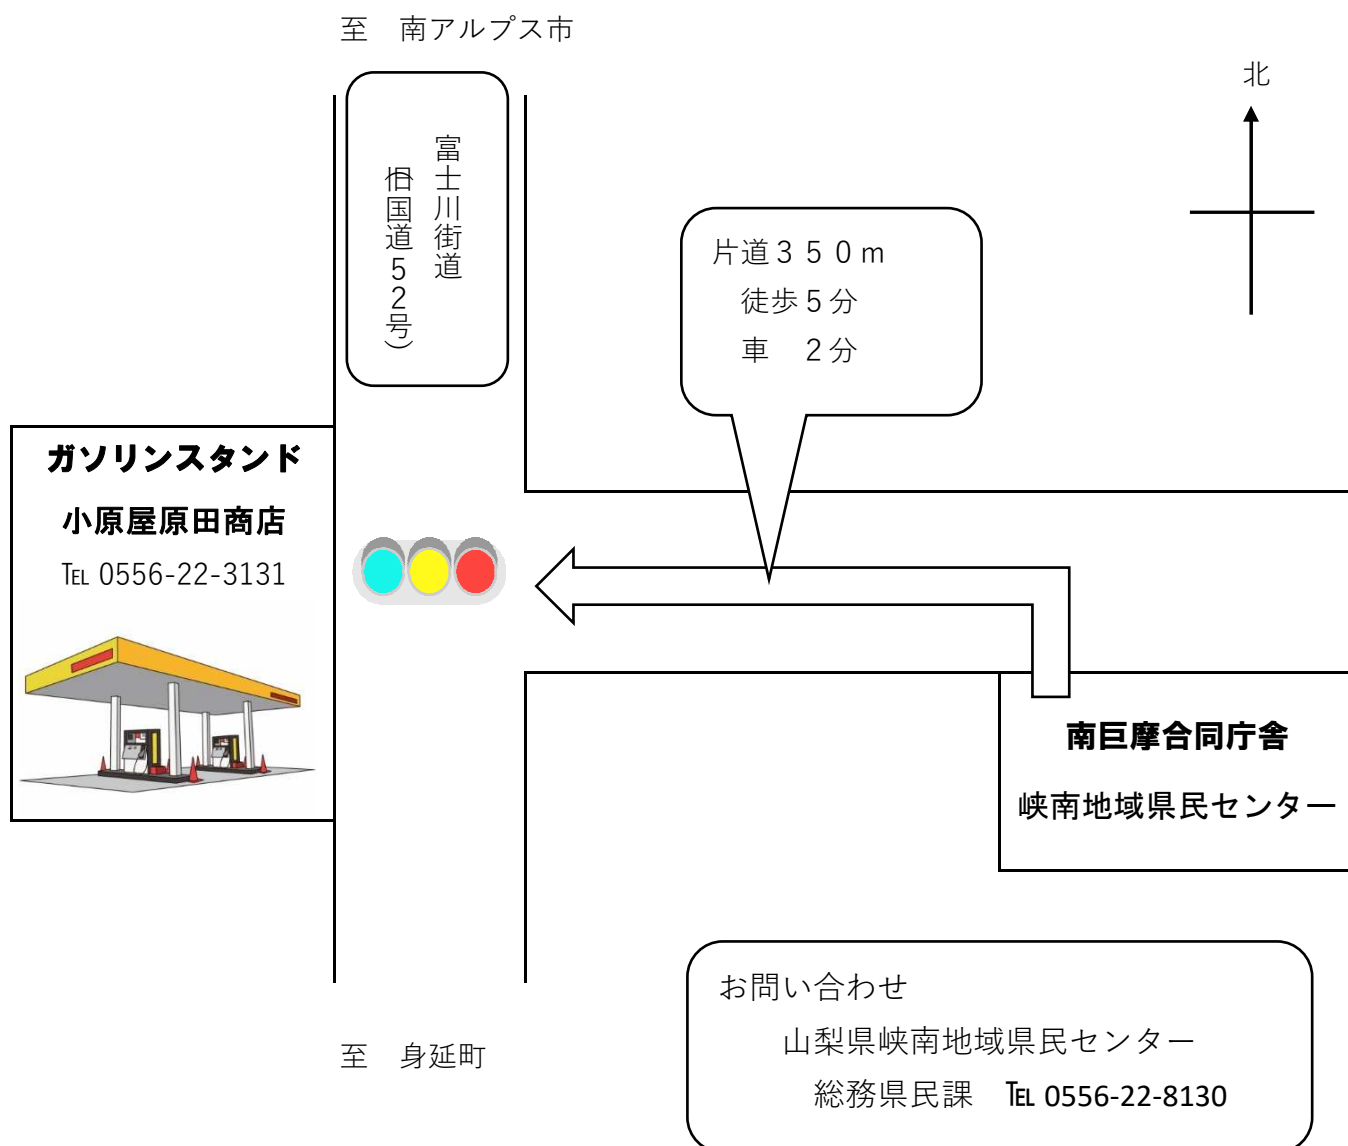 至　南アルプス市
北
富士川街道
（旧国道５２号）
片道３５０ｍ
徒歩５分
車　２分
ガソリンスタンド
小原屋原田商店
℡ 0556-22-3131
南巨摩合同庁舎
峡南地域県民センター
至　身延町
お問い合わせ
山梨県峡南地域県民センター
総務県民課　℡ 0556-22-8130